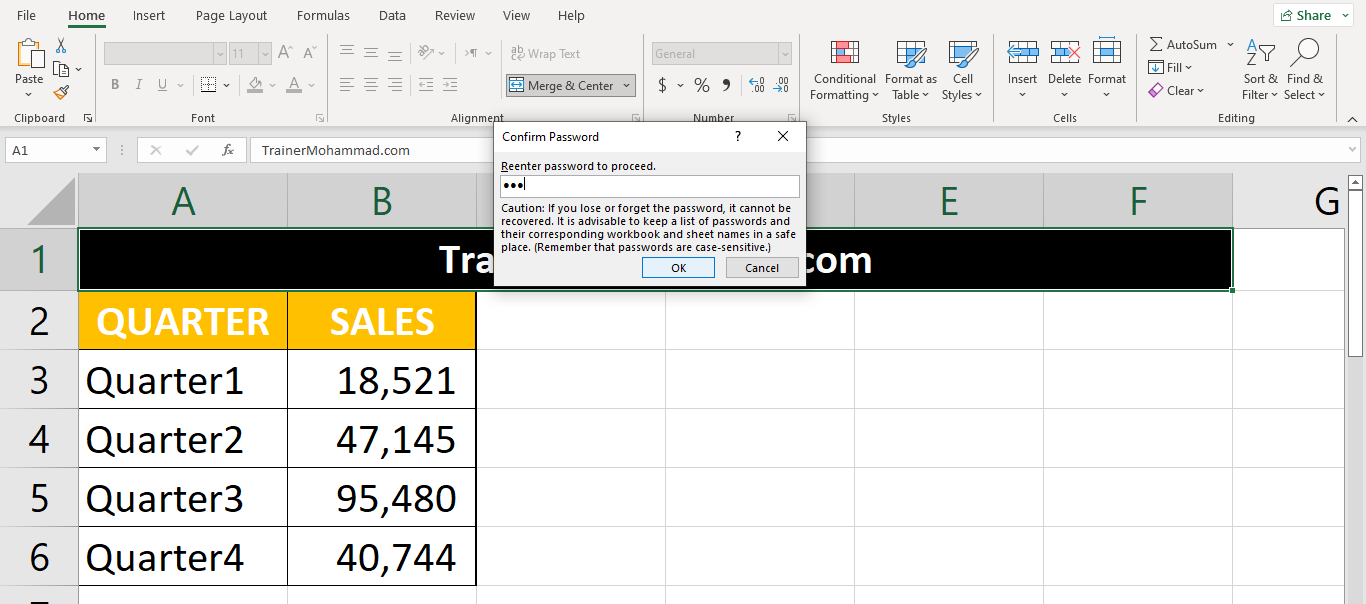 File Home Insert Page Layout Formulas Data Review View Help Share
11 ab Wrap Text General AutoSum
Paste Conditional Format as Cell Insert Delete Format Fill Sort & Find &
B I U A Merge & Center $ % Formatting Table Styles Clear Filter Select
Clipboard Font Alignment Number Styles Cells Editing
A1 fx TrainerMohammad.com
Confirm Password ?
Reenter password to proceed.
Caution: If you lose or forget the password, it cannot be
recovered. It is advisable to keep a list of passwords and
their corresponding workbook and sheet names in a safe
place. (Remember that passwords are case-sensitive.)
OK Cancel
A B E F G
1 Tra com
2 QUARTER SALES
3 Quarter1 18,521
4 Quarter2 47,145
5 Quarter3 95,480
6 Quarter4 40,744